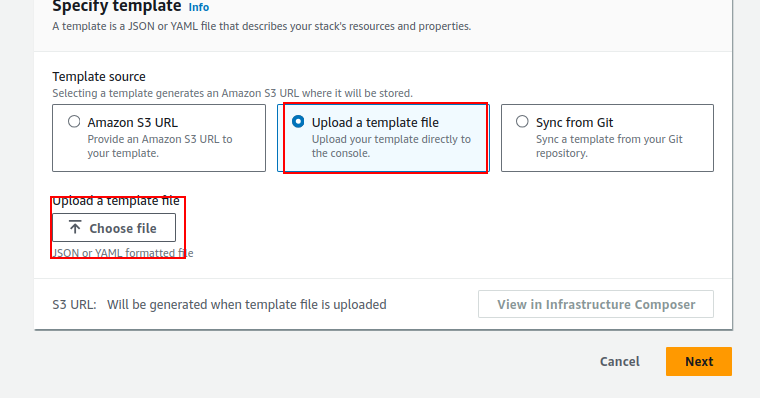 Specify template Info
A template is a JSON or YAML file that describes your stack's resources and properties.
Template source
Selecting a template generates an Amazon S3 URL where it will be stored.
Amazon S3 URL
Provide an Amazon S3 URL to
your template.
Upload a template file
Upload your template directly to
the console.
Sync from Git
Sync a template from your Git
repository.
Upload a template file
Choose file
JSON or YAML formatted file
S3 URL: Will be generated when template file is uploaded
View in Infrastructure Composer
Cancel
Next